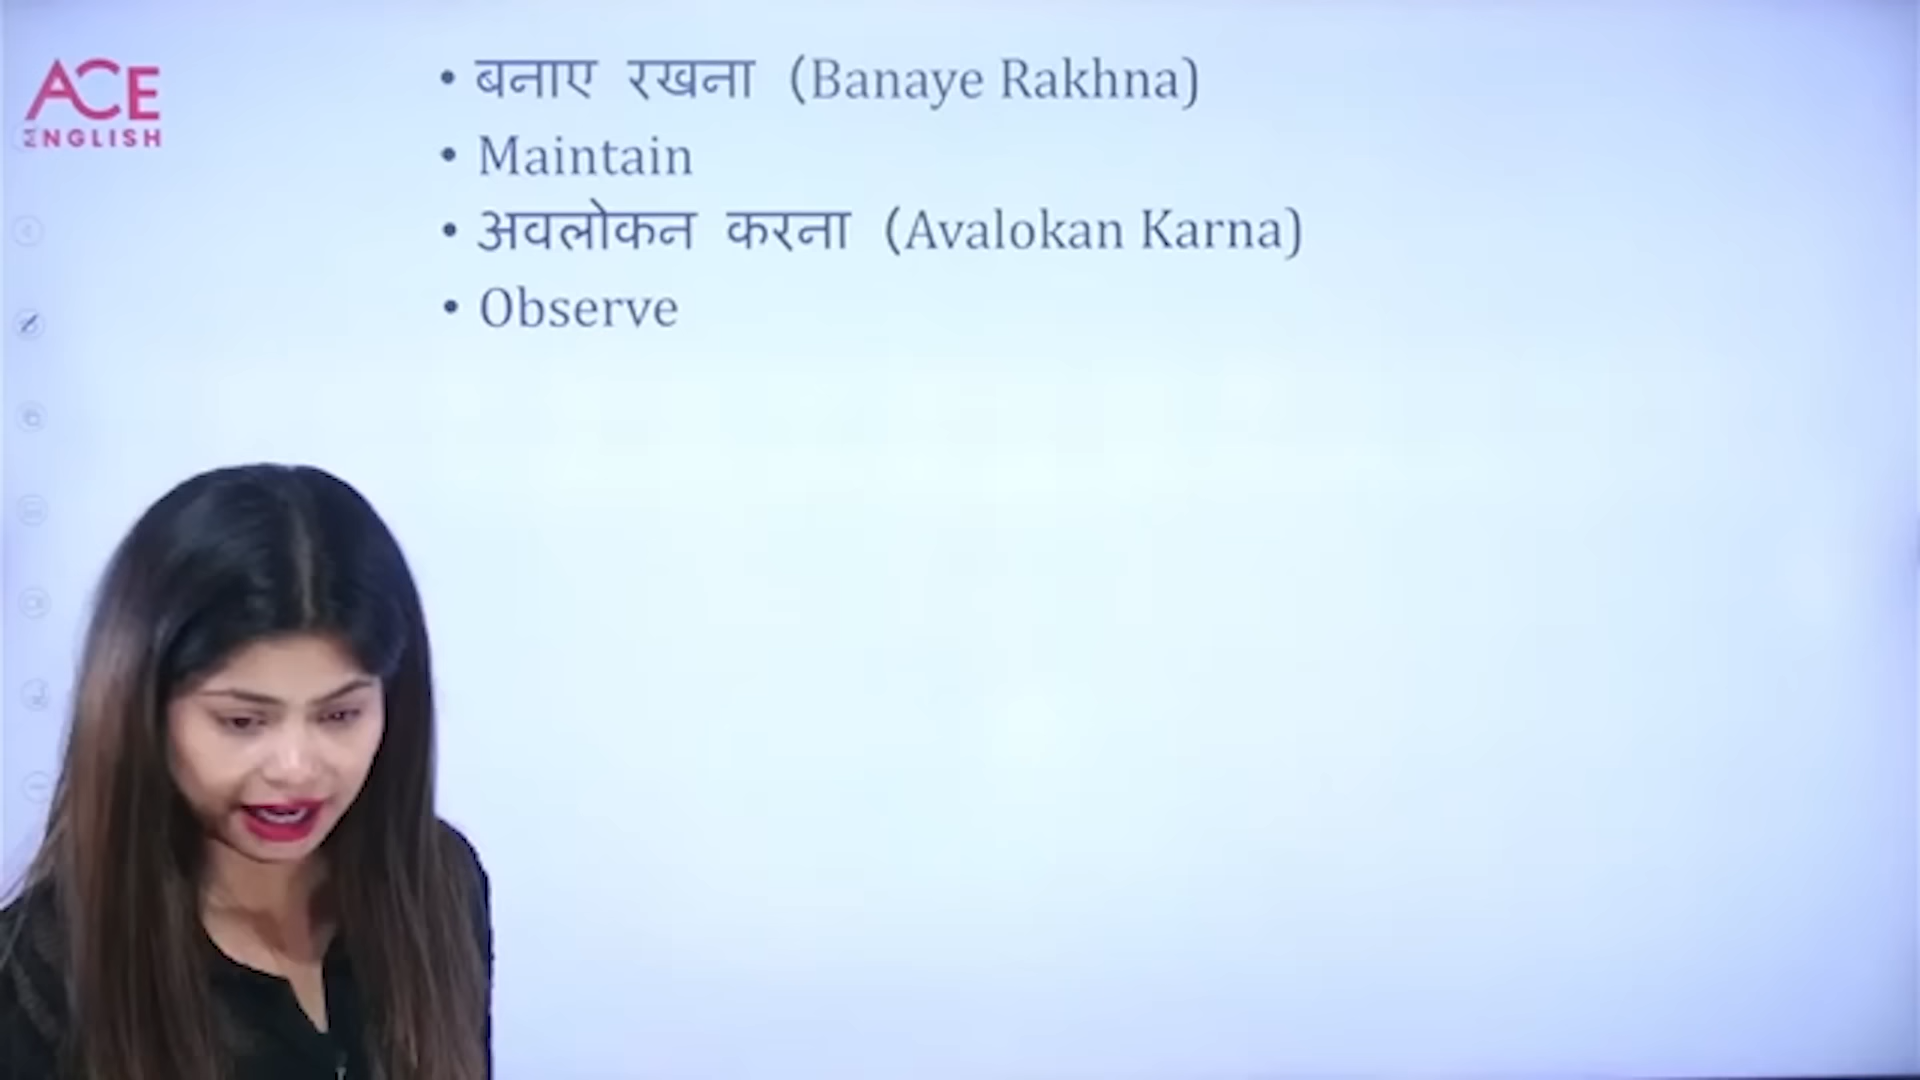 ACE
ENGLISH
• बनाए रखना (Banaye Rakhna)
• Maintain
• अवलोकन करना (Avalokan Karna)
• Observe